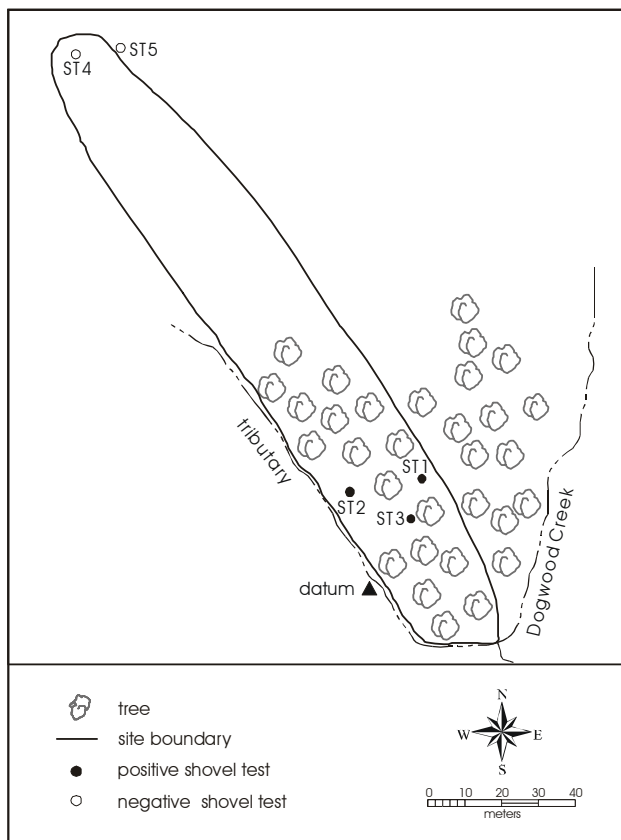 ST5
ST4
tributary
ST1
ST2
ST3
Dogwood Creek
datum
tree
site boundary
positive shovel test
negative shovel test
N
W E
S
0 10 20 30 40
meters